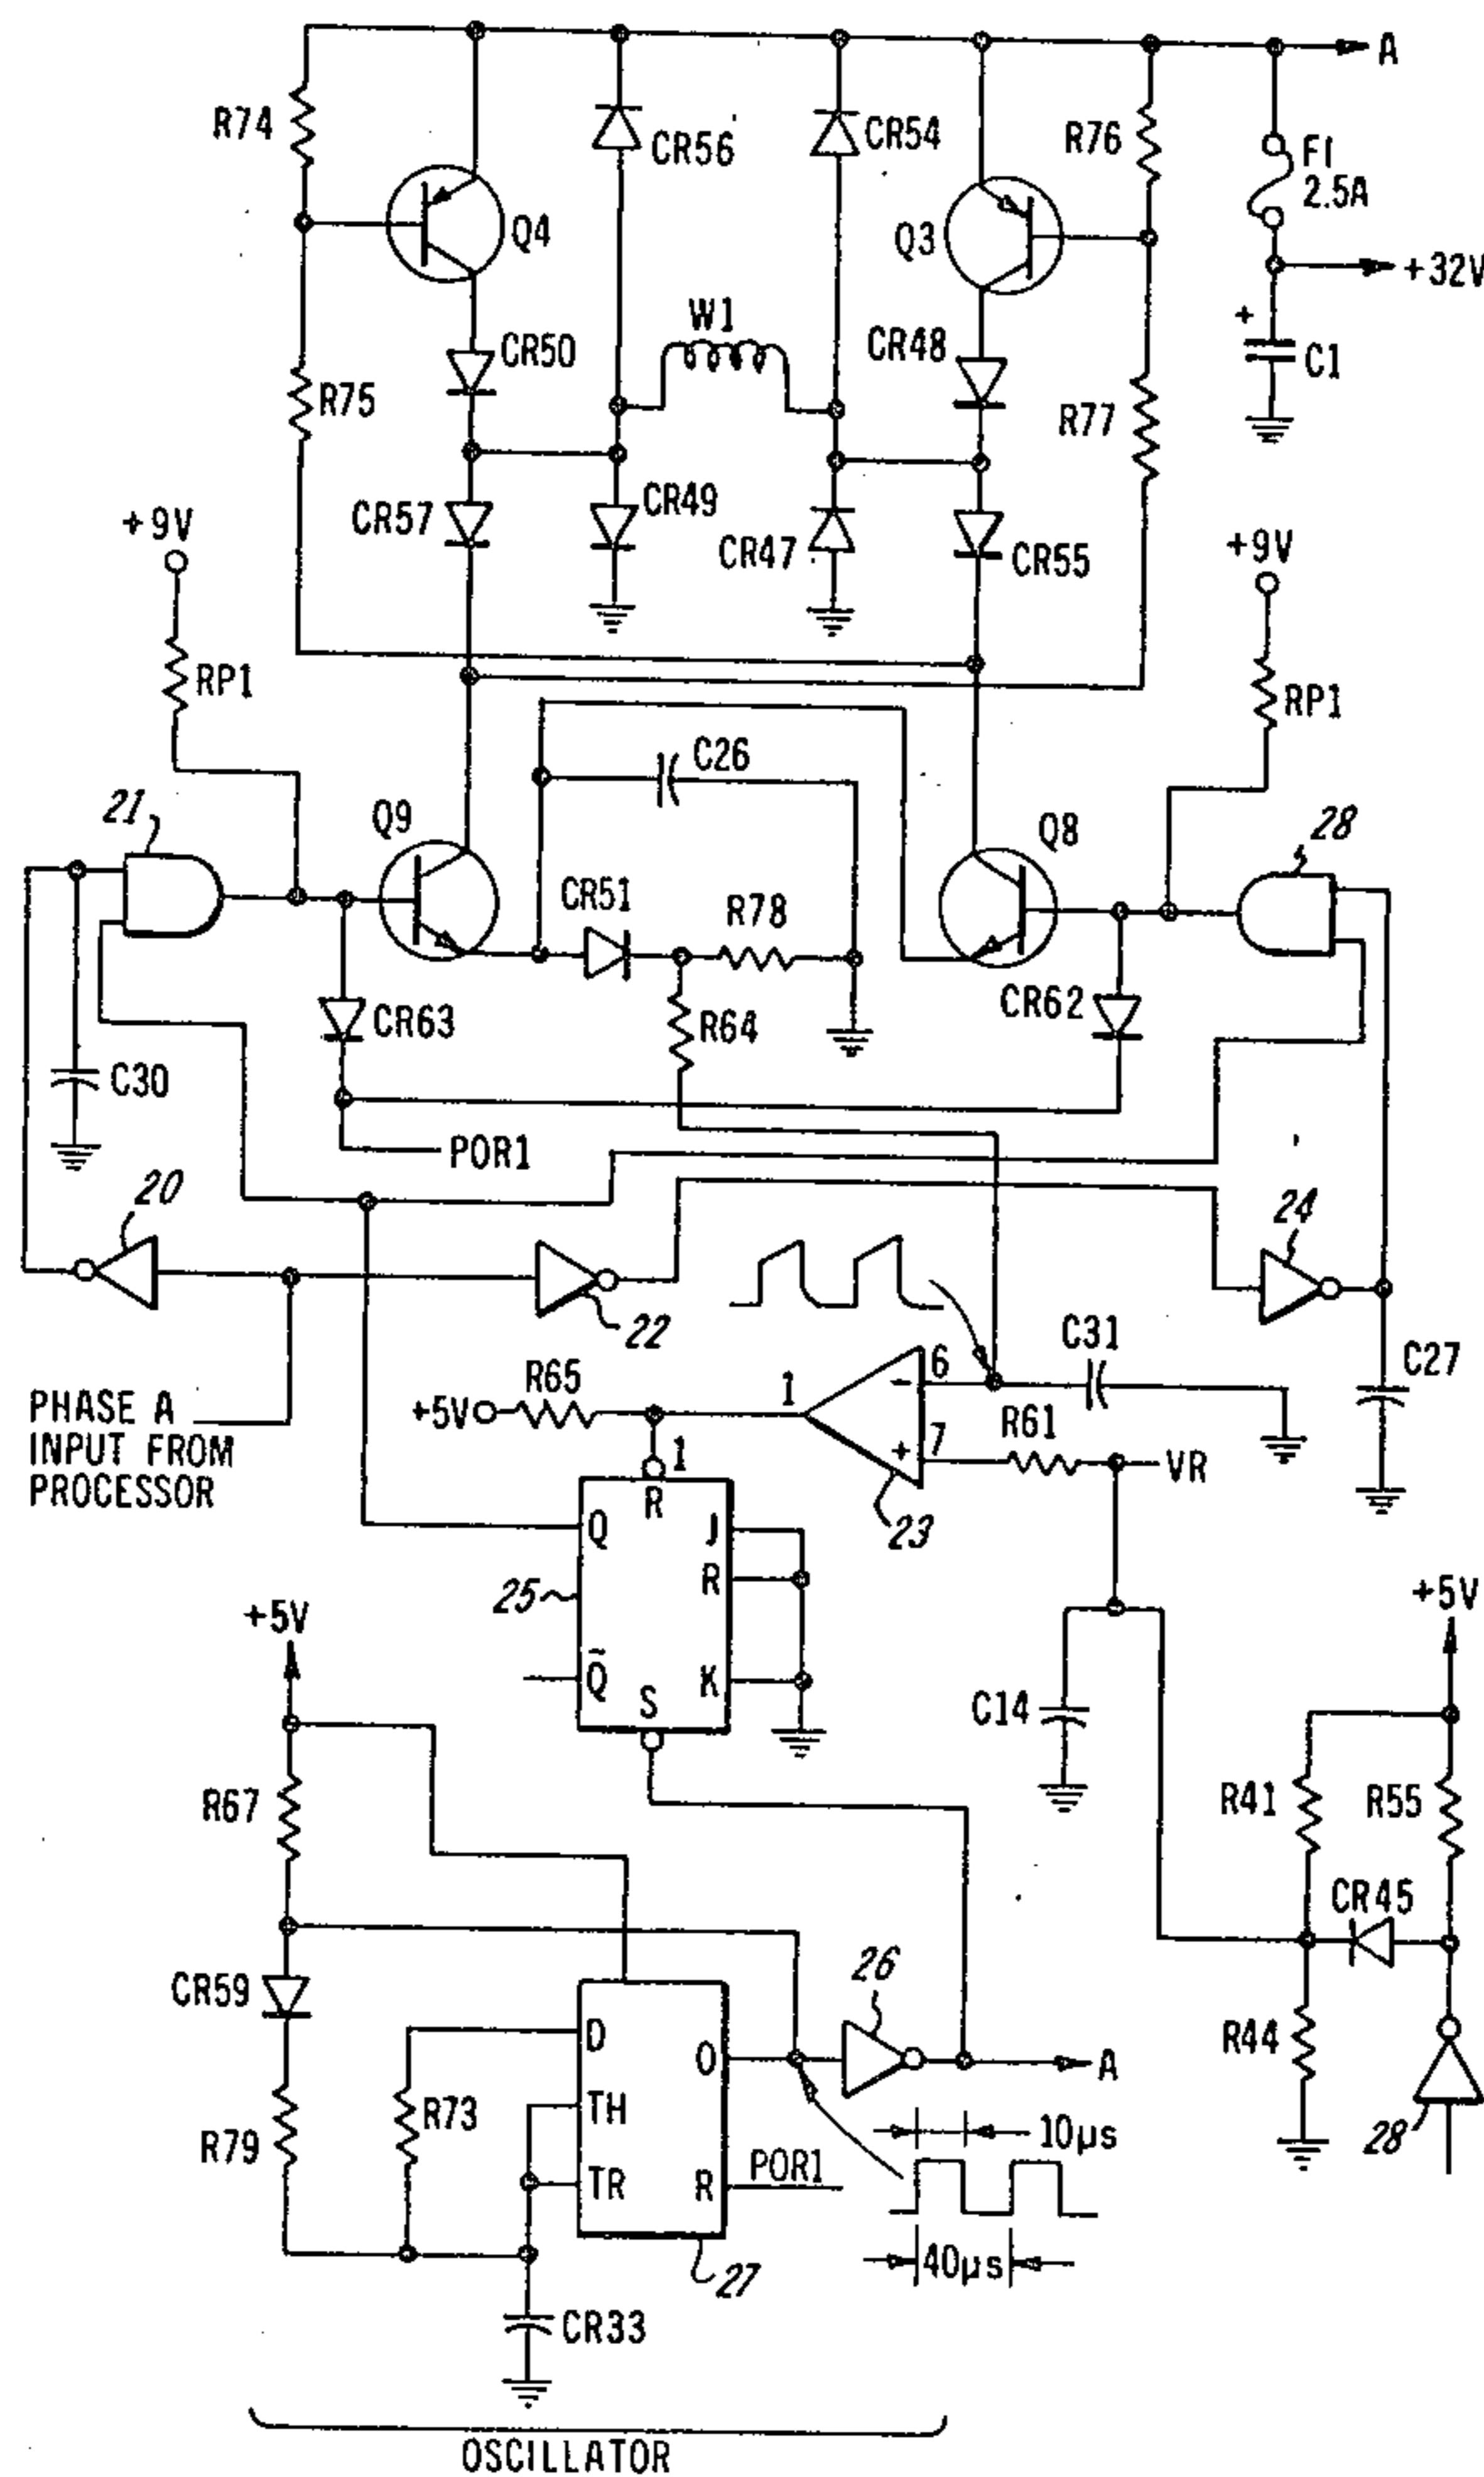 A
R74
CR56
CR54
R76
F1
2.5A
Q4
Q3
+32V
W1
CR50
CR48
+
C1
R75
R77
CR57
CR49
CR47
CR55
+9V
+9V
RP1
RP1
C26
21
Q9
Q8
28
CR51
R78
CR63
R64
CR62
C30
POR1
20
24
22
C31
C27
PHASE A
INPUT FROM
PROCESSOR
R65
+5V
1
6
-
+
7
R61
VR
1
23
R
Q
J
R
25
Q̄
K
S
+5V
+5V
C14
R67
R41
R55
CR45
CR59
26
D
O
A
R44
R73
TH
10µs
R79
TR
R
POR1
28
40µs
27
CR33
OSCILLATOR